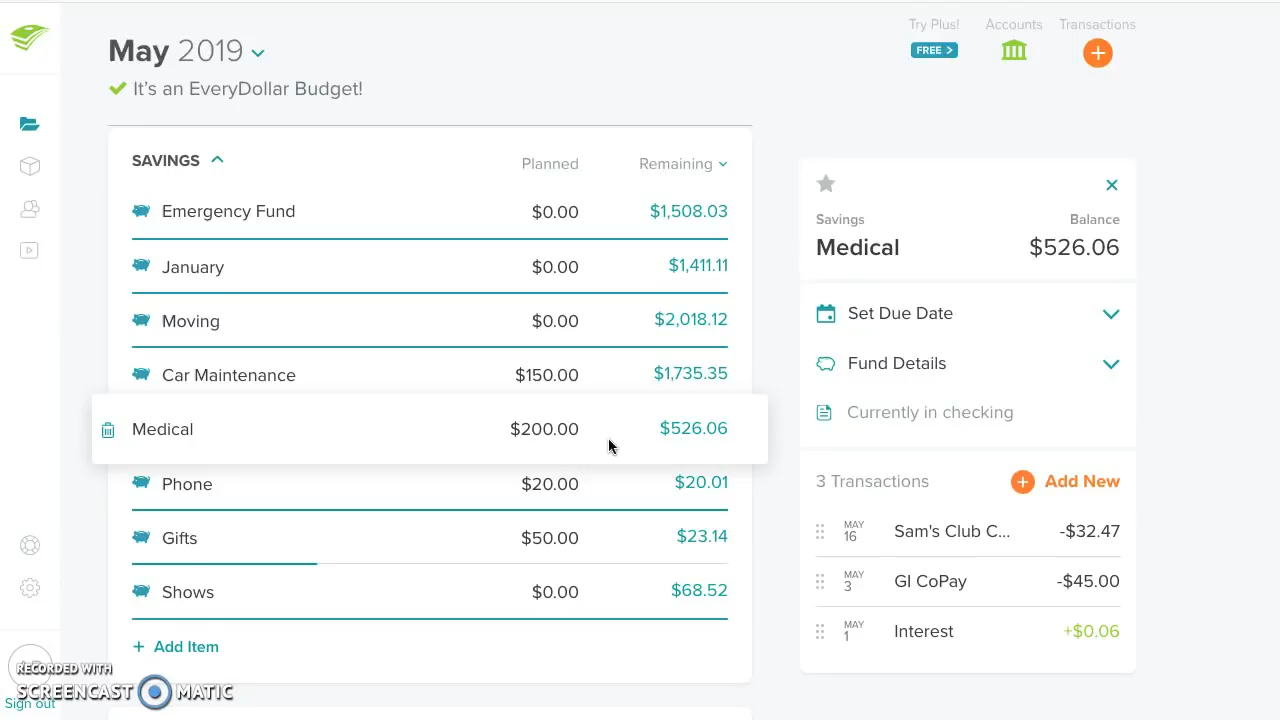 May 2019
It's an EveryDollar Budget!
Try Plus!
FREE >
Accounts
Transactions
SAVINGS Planned Remaining
Emergency Fund $0.00 $1,508.03
January $0.00 $1,411.11
Moving $0.00 $2,018.12
Car Maintenance $150.00 $1,735.35
Medical $200.00 $526.06
Phone $20.00 $20.01
Gifts $50.00 $23.14
Shows $0.00 $68.52
+ Add Item
Savings Balance
Medical $526.06
Set Due Date
Fund Details
Currently in checking
3 Transactions + Add New
MAY 16 Sam's Club C... -$32.47
MAY 3 GI CoPay -$45.00
MAY 1 Interest +$0.06
RECORDED WITH
SCREENCAST MATIC
Sign out